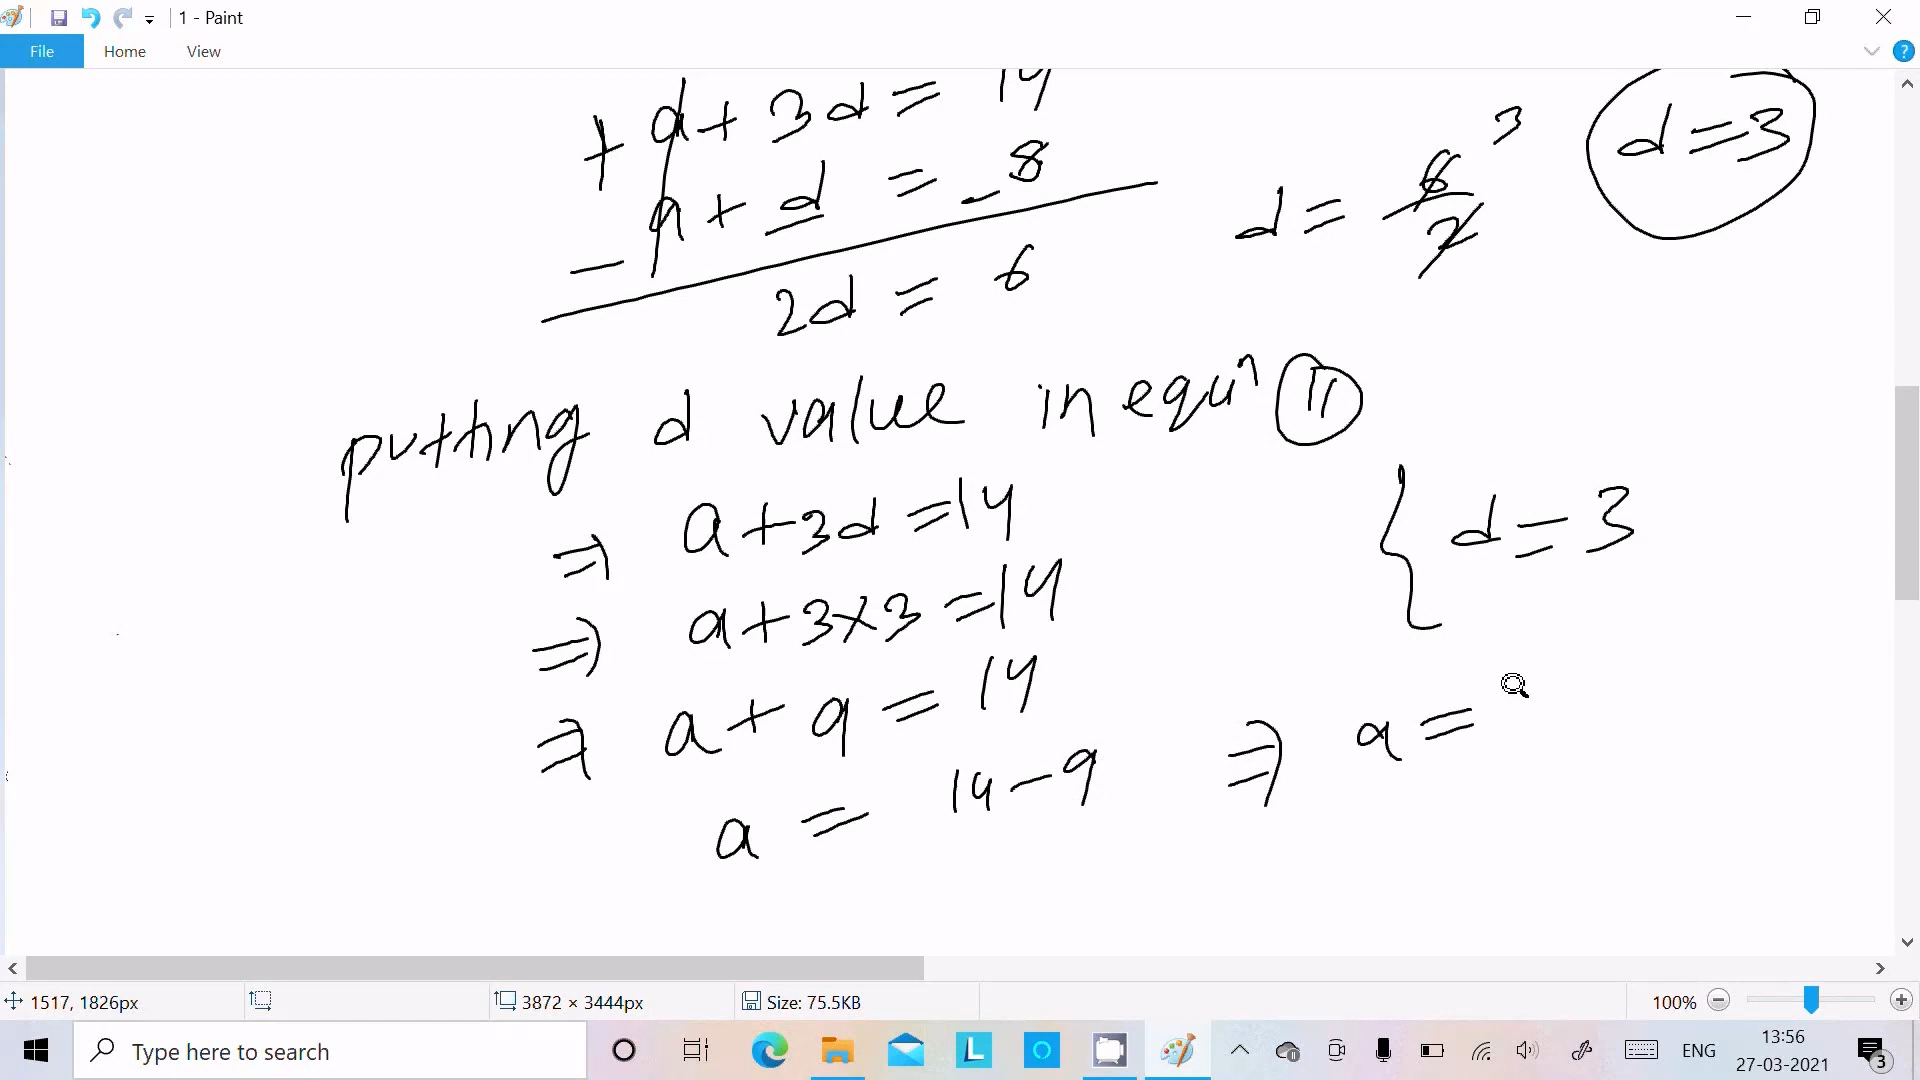 1 - Paint
File Home View
a + 3d = 14
a + d = 8
2d = 6
d = 6/2 3
d = 3
putting d value in equⁿ II
⇒ a + 3d = 14
{ d = 3
⇒ a + 3 × 3 = 14
⇒ a + 9 = 14
a = 14 - 9 ⇒ a =
1517, 1826px 3872 × 3444px Size: 75.5KB 100%
Type here to search
L
ENG
13:56
27-03-2021
3